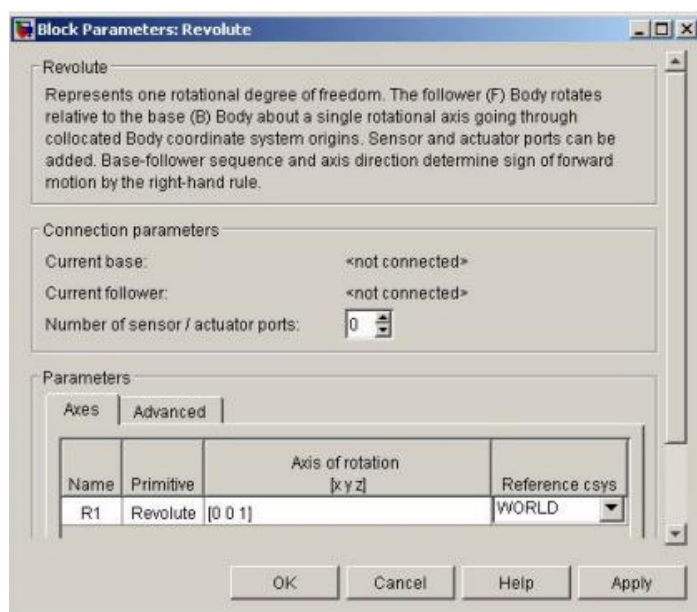 Block Parameters: Revolute
Revolute
Represents one rotational degree of freedom. The follower (F) Body rotates
relative to the base (B) Body about a single rotational axis going through
collocated Body coordinate system origins. Sensor and actuator ports can be
added. Base-follower sequence and axis direction determine sign of forward
motion by the right-hand rule.
Connection parameters
Current base: <not connected>
Current follower: <not connected>
Number of sensor / actuator ports: 0
Parameters
Axes Advanced
Axis of rotation
Name Primitive [x y z] Reference csys
R1 Revolute [0 0 1] WORLD
OK Cancel Help Apply